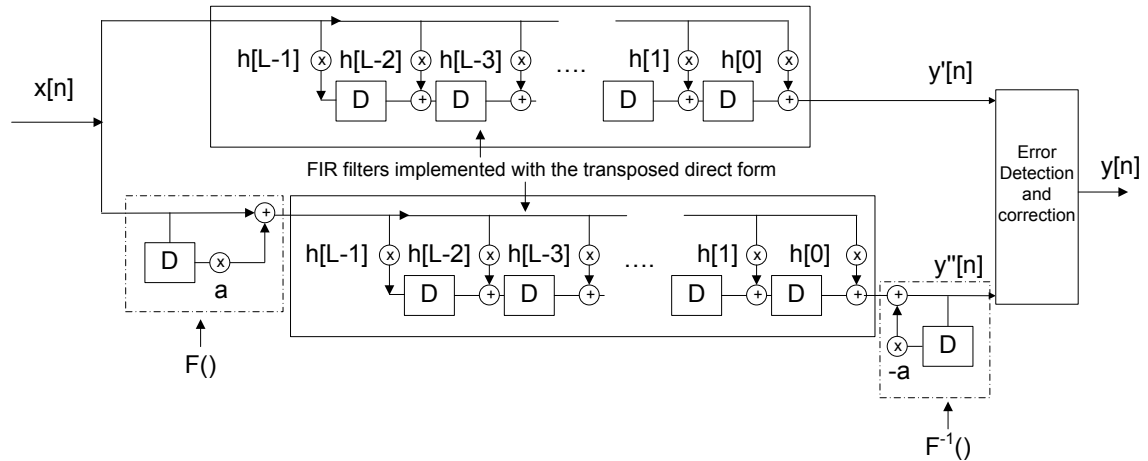 x[n]
h[L-1] h[L-2] h[L-3] .... h[1] h[0]
x x x x x
D + D + D + D +
y'[n]
FIR filters implemented with the transposed direct form
Error
Detection
and
correction
y[n]
+
D x
a
F()
h[L-1] h[L-2] h[L-3] .... h[1] h[0]
x x x x x
D + D + D + D +
y''[n]
+
x D
-a
F-1()